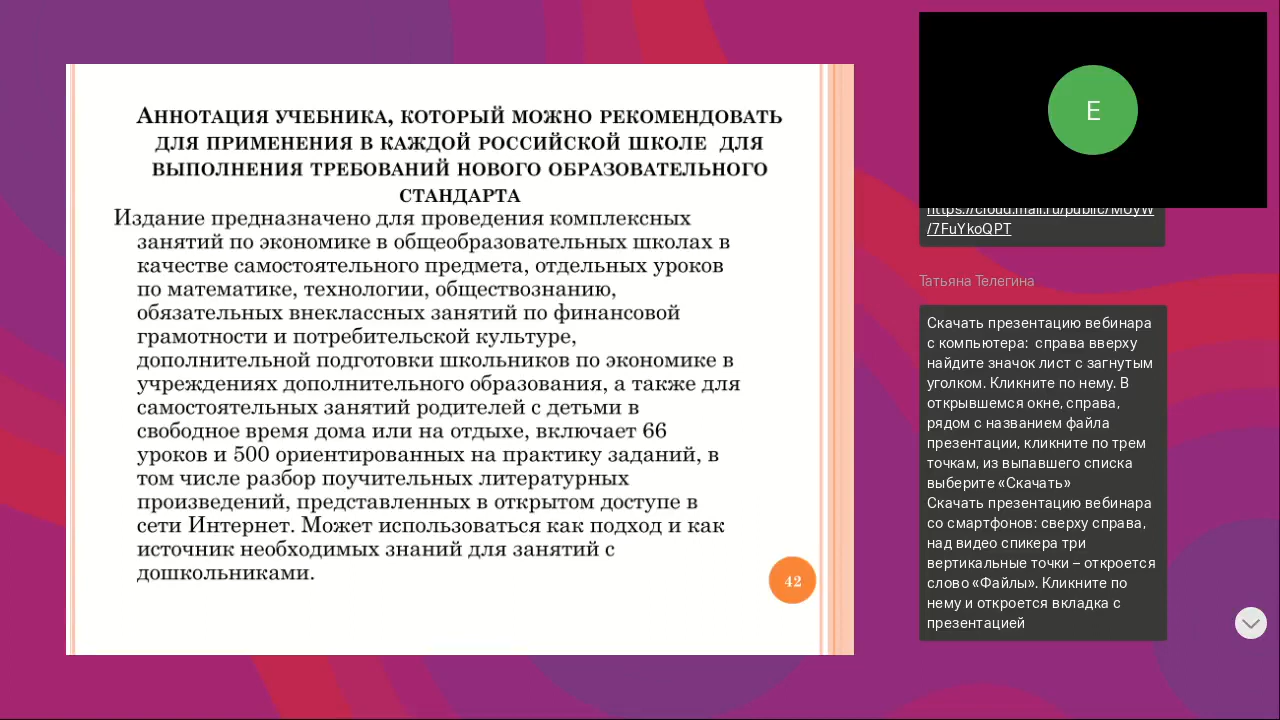 Аннотация учебника, который можно рекомендовать
для применения в каждой российской школе для
выполнения требований нового образовательного
стандарта
Издание предназначено для проведения комплексных
занятий по экономике в общеобразовательных школах в
качестве самостоятельного предмета, отдельных уроков
по математике, технологии, обществознанию,
обязательных внеклассных занятий по финансовой
грамотности и потребительской культуре,
дополнительной подготовки школьников по экономике в
учреждениях дополнительного образования, а также для
самостоятельных занятий родителей с детьми в
свободное время дома или на отдыхе, включает 66
уроков и 500 ориентированных на практику заданий, в
том числе разбор поучительных литературных
произведений, представленных в открытом доступе в
сети Интернет. Может использоваться как подход и как
источник необходимых знаний для занятий с
дошкольниками.
42
E
https://cloud.mail.ru/public/MUyW
/7FuYkoQPT
Татьяна Телегина
Скачать презентацию вебинара
с компьютера: справа вверху
найдите значок лист с загнутым
уголком. Кликните по нему. В
открывшемся окне, справа,
рядом с названием файла
презентации, кликните по трем
точкам, из выпавшего списка
выберите «Скачать»
Скачать презентацию вебинара
со смартфонов: сверху справа,
над видео спикера три
вертикальные точки – откроется
слово «Файлы». Кликните по
нему и откроется вкладка с
презентацией